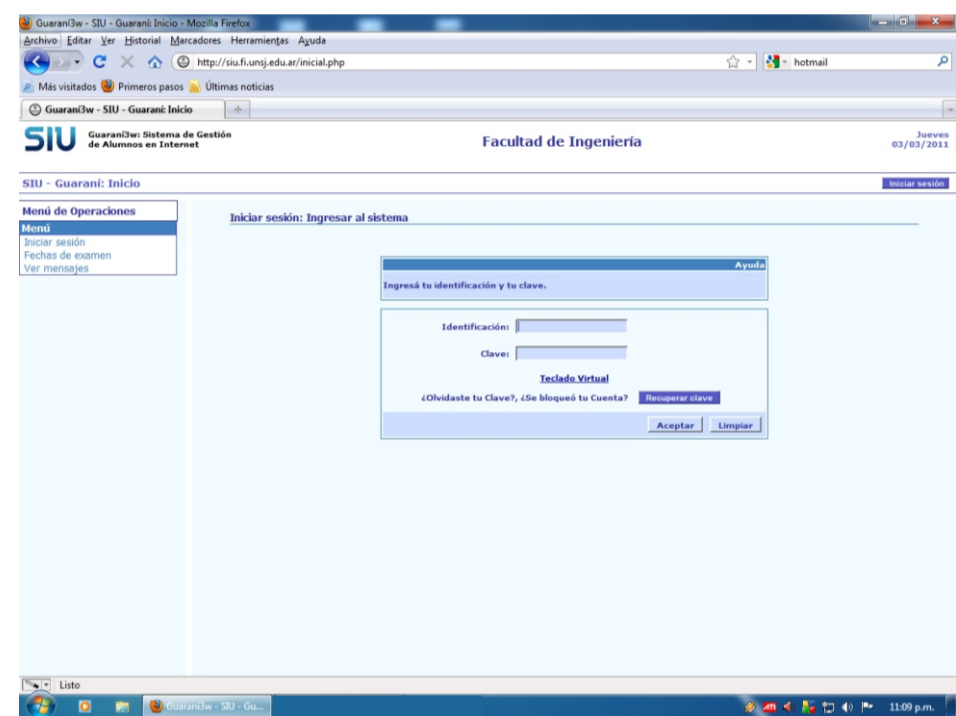 Guaraní3w - SIU - Guaraní: Inicio - Mozilla Firefox
Archivo Editar Ver Historial Marcadores Herramientas Ayuda
http://siu.fi.unsj.edu.ar/inicial.php
hotmail
Más visitados Primeros pasos Últimas noticias
Guaraní3w - SIU - Guaraní: Inicio
SIU
Guaraní3w: Sistema de Gestión
de Alumnos en Internet
Facultad de Ingeniería
Jueves
03/03/2011
SIU - Guaraní: Inicio
Iniciar sesión
Menú de Operaciones
Menú
Iniciar sesión
Fechas de examen
Ver mensajes
Iniciar sesión: Ingresar al sistema
Ayuda
Ingresá tu identificación y tu clave.
Identificación:
Clave:
Teclado Virtual
¿Olvidaste tu Clave?, ¿Se bloqueó tu Cuenta? Recuperar clave
Aceptar Limpiar
Listo
Guaraní3w - SIU - Gu...
11:09 p.m.